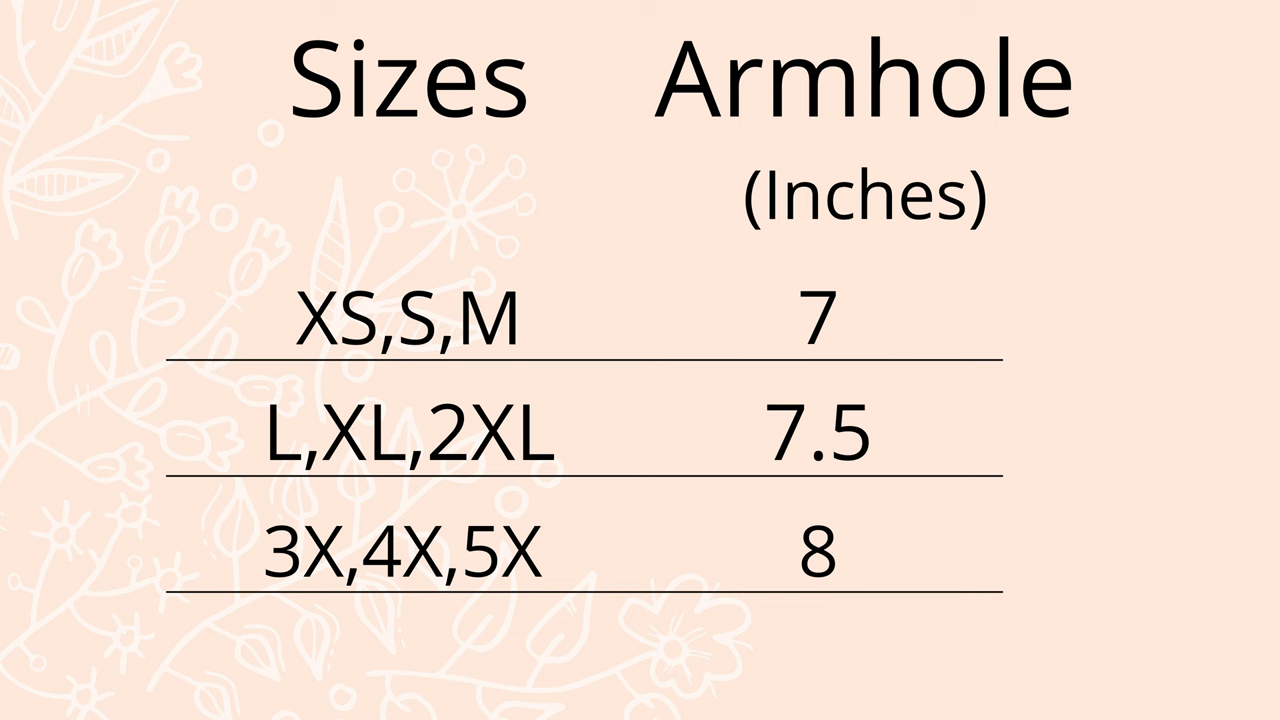 Sizes Armhole
(Inches)
XS,S,M 7
L,XL,2XL 7.5
3X,4X,5X 8